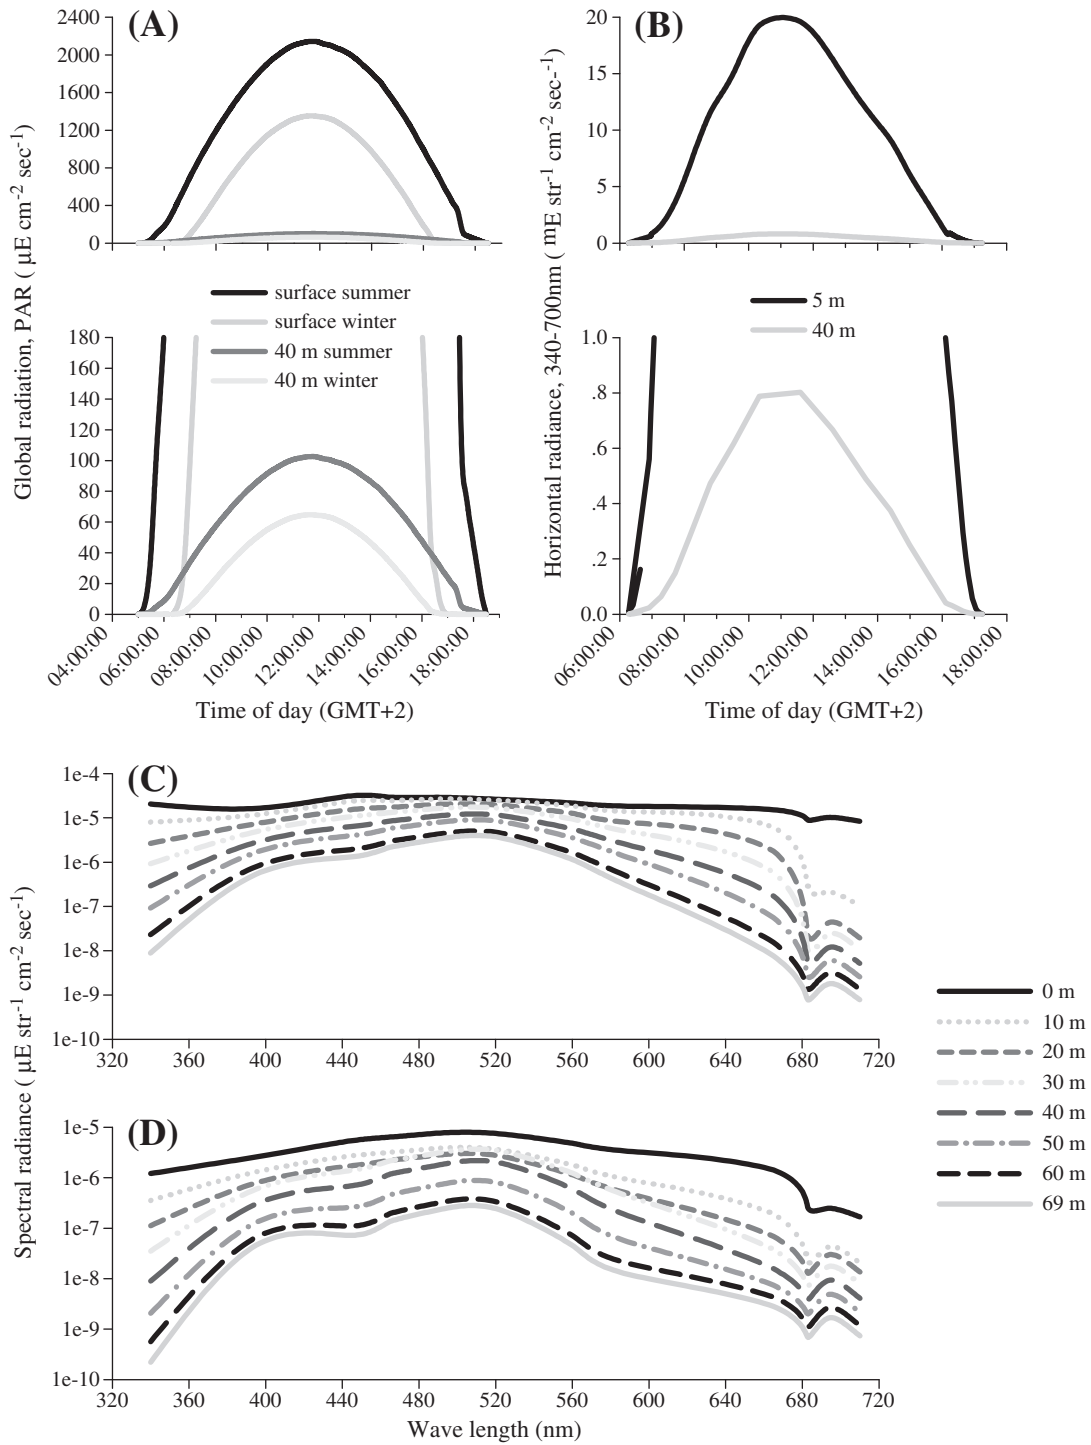 (A)
2400
2000
1600
1200
800
400
0
Global radiation, PAR ( µE cm-2 sec-1)
surface summer
surface winter
40 m summer
40 m winter
180
160
140
120
100
80
60
40
20
0
04:00:00 06:00:00 08:00:00 10:00:00 12:00:00 14:00:00 16:00:00 18:00:00
Time of day (GMT+2)
(B)
20
15
10
5
0
Horizontal radiance, 340-700nm ( mE str-1 cm-2 sec--1)
5 m
40 m
1.0
.8
.6
.4
.2
0.0
06:00:00 08:00:00 10:00:00 12:00:00 14:00:00 16:00:00 18:00:00
Time of day (GMT+2)
(C)
1e-4
1e-5
1e-6
1e-7
1e-8
1e-9
1e-10
320 360 400 440 480 520 560 600 640 680 720
Spectral radiance ( µE str-1 cm-2 sec-1)
0 m
10 m
20 m
30 m
40 m
50 m
60 m
69 m
(D)
1e-5
1e-6
1e-7
1e-8
1e-9
1e-10
320 360 400 440 480 520 560 600 640 680 720
Wave length (nm)